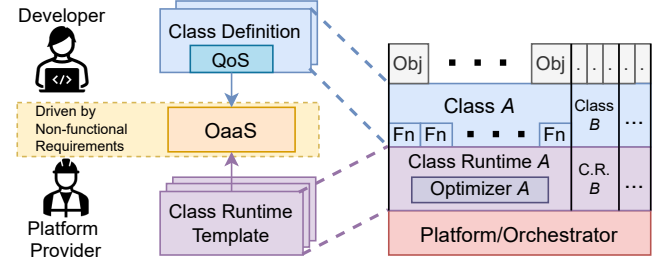 Developer
Class Definition
QoS
Driven by
Non-functional
Requirements
OaaS
Platform
Provider
Class Runtime
Template
Obj
. . .
Obj
. . . . .
Class A
Class
B
...
Fn
Fn
. . .
Fn
Class Runtime A
Optimizer A
C.R.
B
...
Platform/Orchestrator